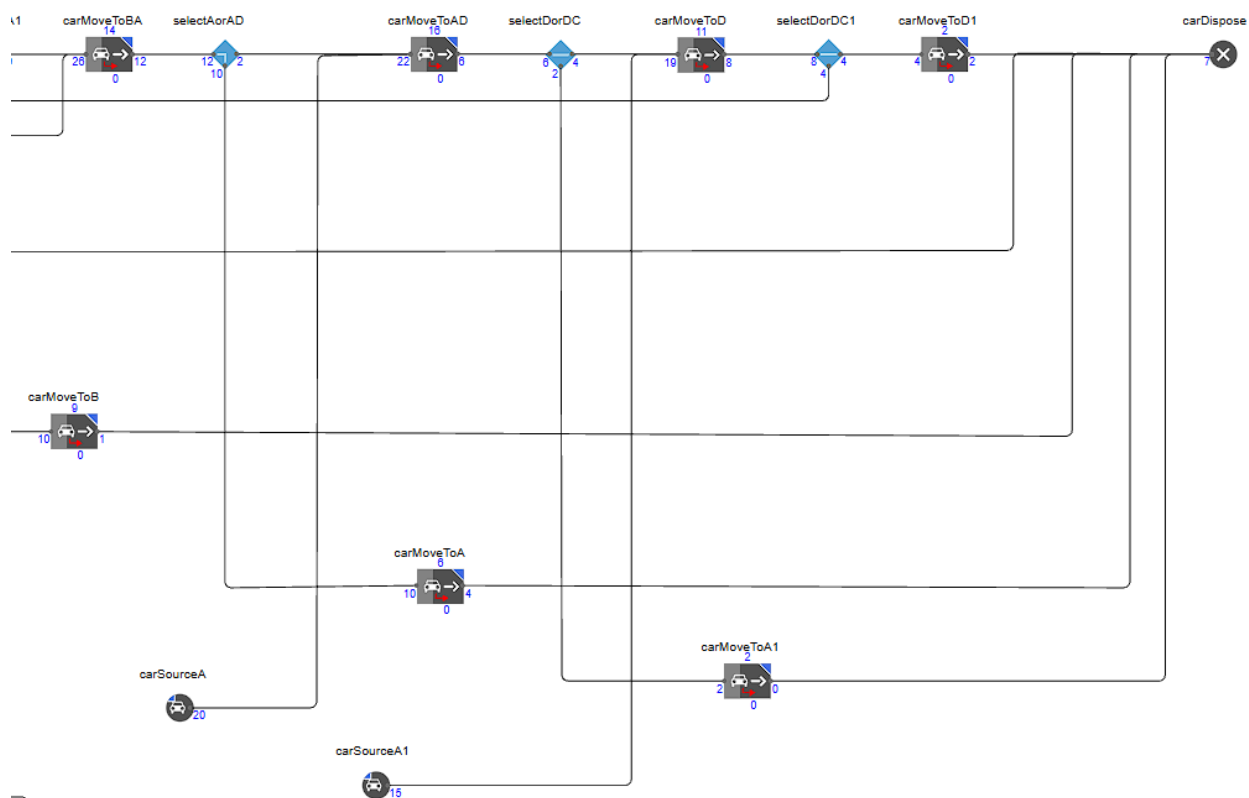 A1 carMoveToBA selectAorAD carMoveToAD selectDorDC carMoveToD selectDorDC1 carMoveToD1 carDispose
14 16 11 2
26 12 12 2 22 6 6 4 19 8 8 4 4 2 7
0 10 0 2 0 4 0
carMoveToB
9
10 1
0
carMoveToA
6
10 4
0
carMoveToA1
2
2 0
0
carSourceA
20
carSourceA1
15